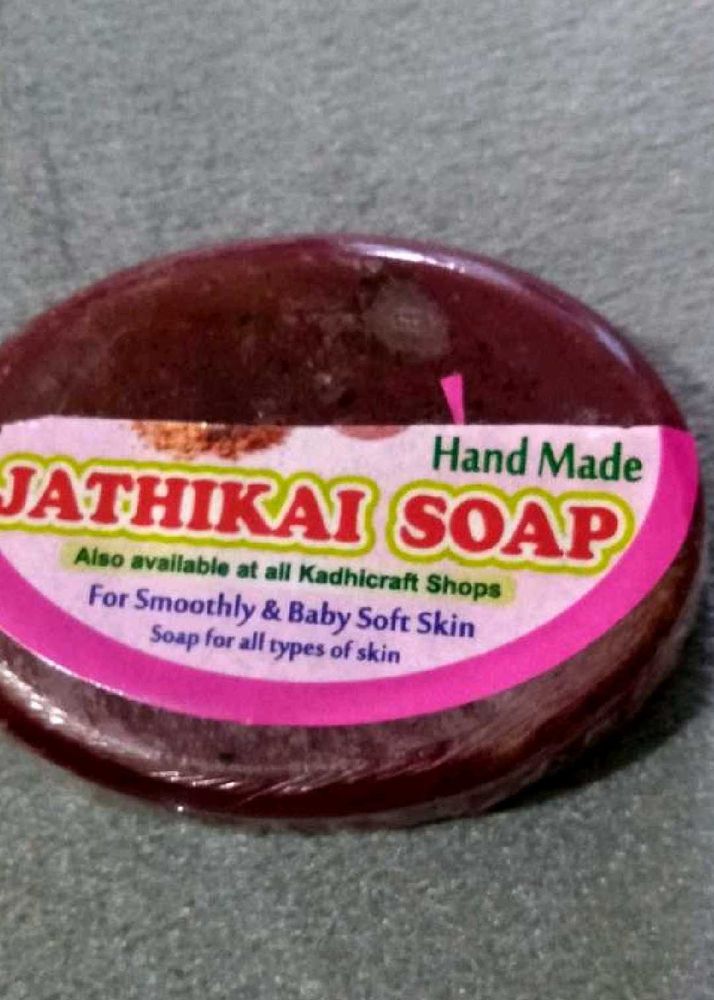 Hand Made
JATHIKAI SOAP
Also available at all Kadhicraft Shops
For Smoothly & Baby Soft Skin
Soap for all types of skin